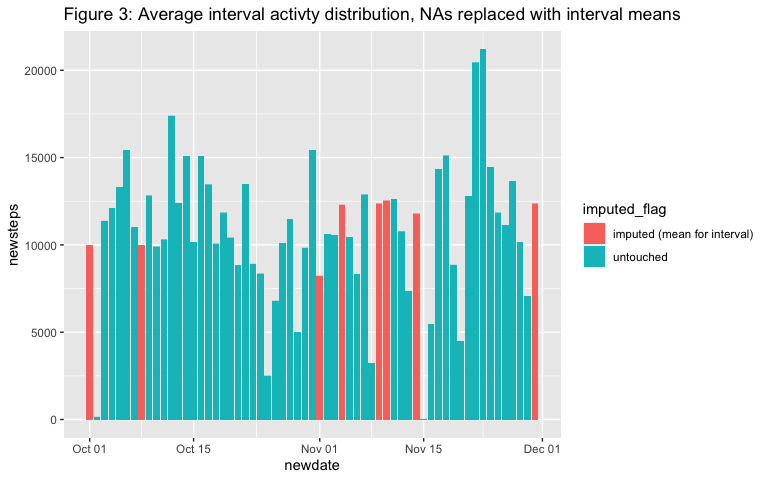 Figure 3: Average interval activty distribution, NAs replaced with interval means
newsteps
20000
15000
10000
5000
0
Oct 01
Oct 15
Nov 01
Nov 15
Dec 01
newdate
imputed_flag
imputed (mean for interval)
untouched